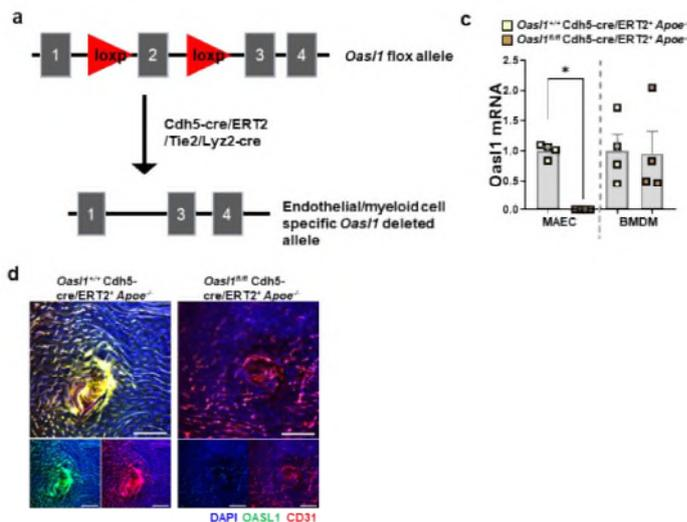 a
1 loxp 2 loxp 3 4 Oasl1 flox allele
Cdh5-cre/ERT2
/Tie2/Lyz2-cre
1 3 4 Endothelial/myeloid cell
specific Oasl1 deleted
allele
c
Oasl1+/+ Cdh5-cre/ERT2+ Apoe-/-
Oasl1fl/fl Cdh5-cre/ERT2+ Apoe-
Oasl1 mRNA
2.5
2.0
1.5
1.0
0.5
0.0
*
MAEC BMDM
d
Oasl1+/+ Cdh5-
cre/ERT2+ Apoe-/-
Oasl1fl/fl Cdh5-
cre/ERT2+ Apoe-/-
DAPI OASL1 CD31